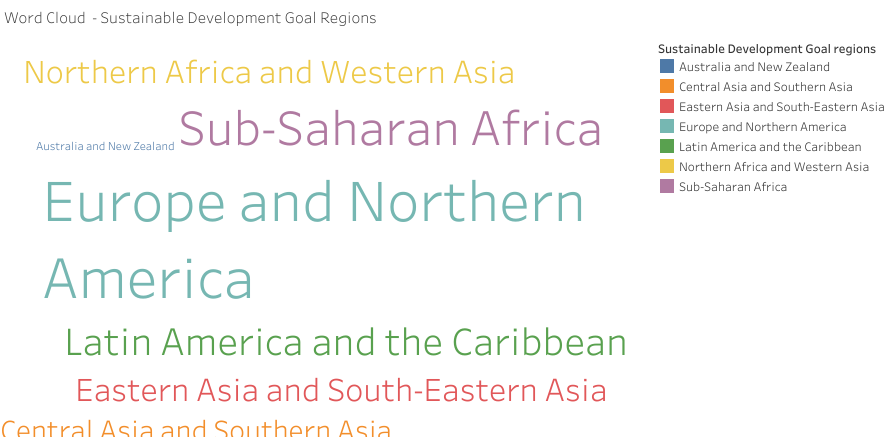 Word Cloud - Sustainable Development Goal Regions
Northern Africa and Western Asia
Sub-Saharan Africa
Australia and New Zealand
Europe and Northern
America
Latin America and the Caribbean
Eastern Asia and South-Eastern Asia
Central Asia and Southern Asia
Sustainable Development Goal regions
Australia and New Zealand
Central Asia and Southern Asia
Eastern Asia and South-Eastern Asia
Europe and Northern America
Latin America and the Caribbean
Northern Africa and Western Asia
Sub-Saharan Africa